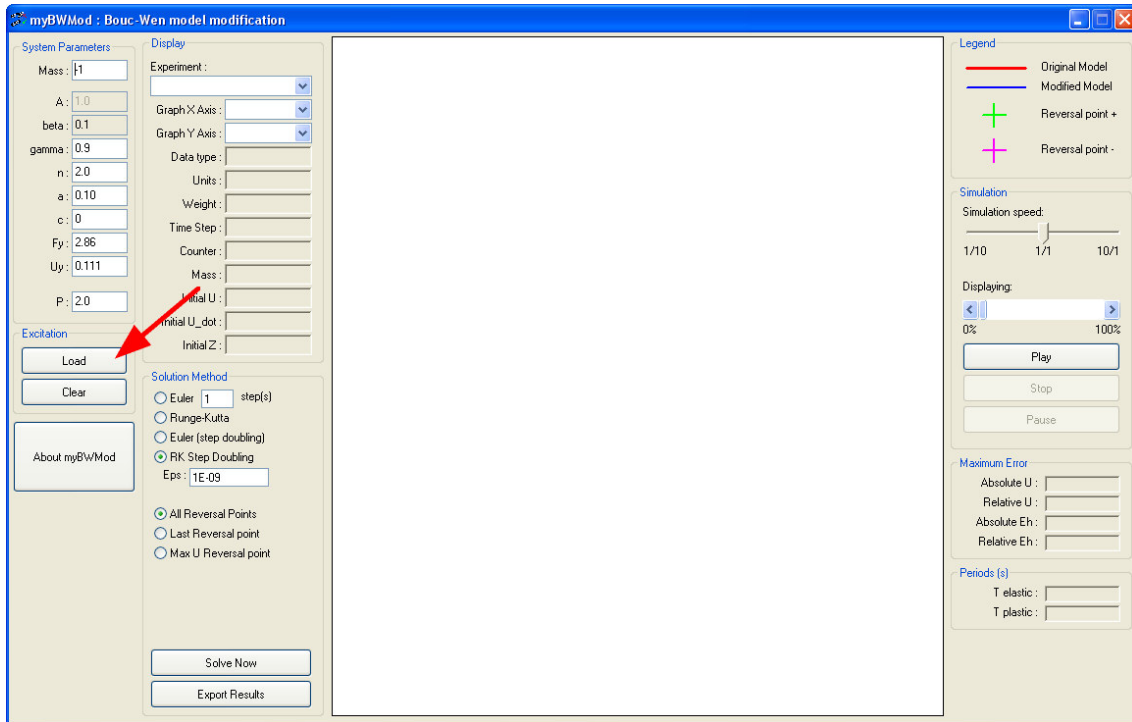 myBWMod : Bouc-Wen model modification
System Parameters
Mass : -1
A : 1.0
beta : 0.1
gamma : 0.9
n : 2.0
a : 0.10
c : 0
Fy : 2.86
Uy : 0.111
P : 2.0
Excitation
Load
Clear
About myBWMod
Display
Experiment :
Graph X Axis :
Graph Y Axis :
Data type :
Units :
Weight :
Time Step :
Counter :
Mass :
Initial U :
Initial U_dot :
Initial Z :
Solution Method
Euler 1 step(s)
Runge-Kutta
Euler (step doubling)
RK Step Doubling
Eps : 1E-09
All Reversal Points
Last Reversal point
Max U Reversal point
Solve Now
Export Results
Legend
Original Model
Modified Model
Reversal point +
Reversal point -
Simulation
Simulation speed:
1/10 1/1 10/1
Displaying:
0% 100%
Play
Stop
Pause
Maximum Error
Absolute U :
Relative U :
Absolute Eh :
Relative Eh :
Periods (s)
T elastic :
T plastic :